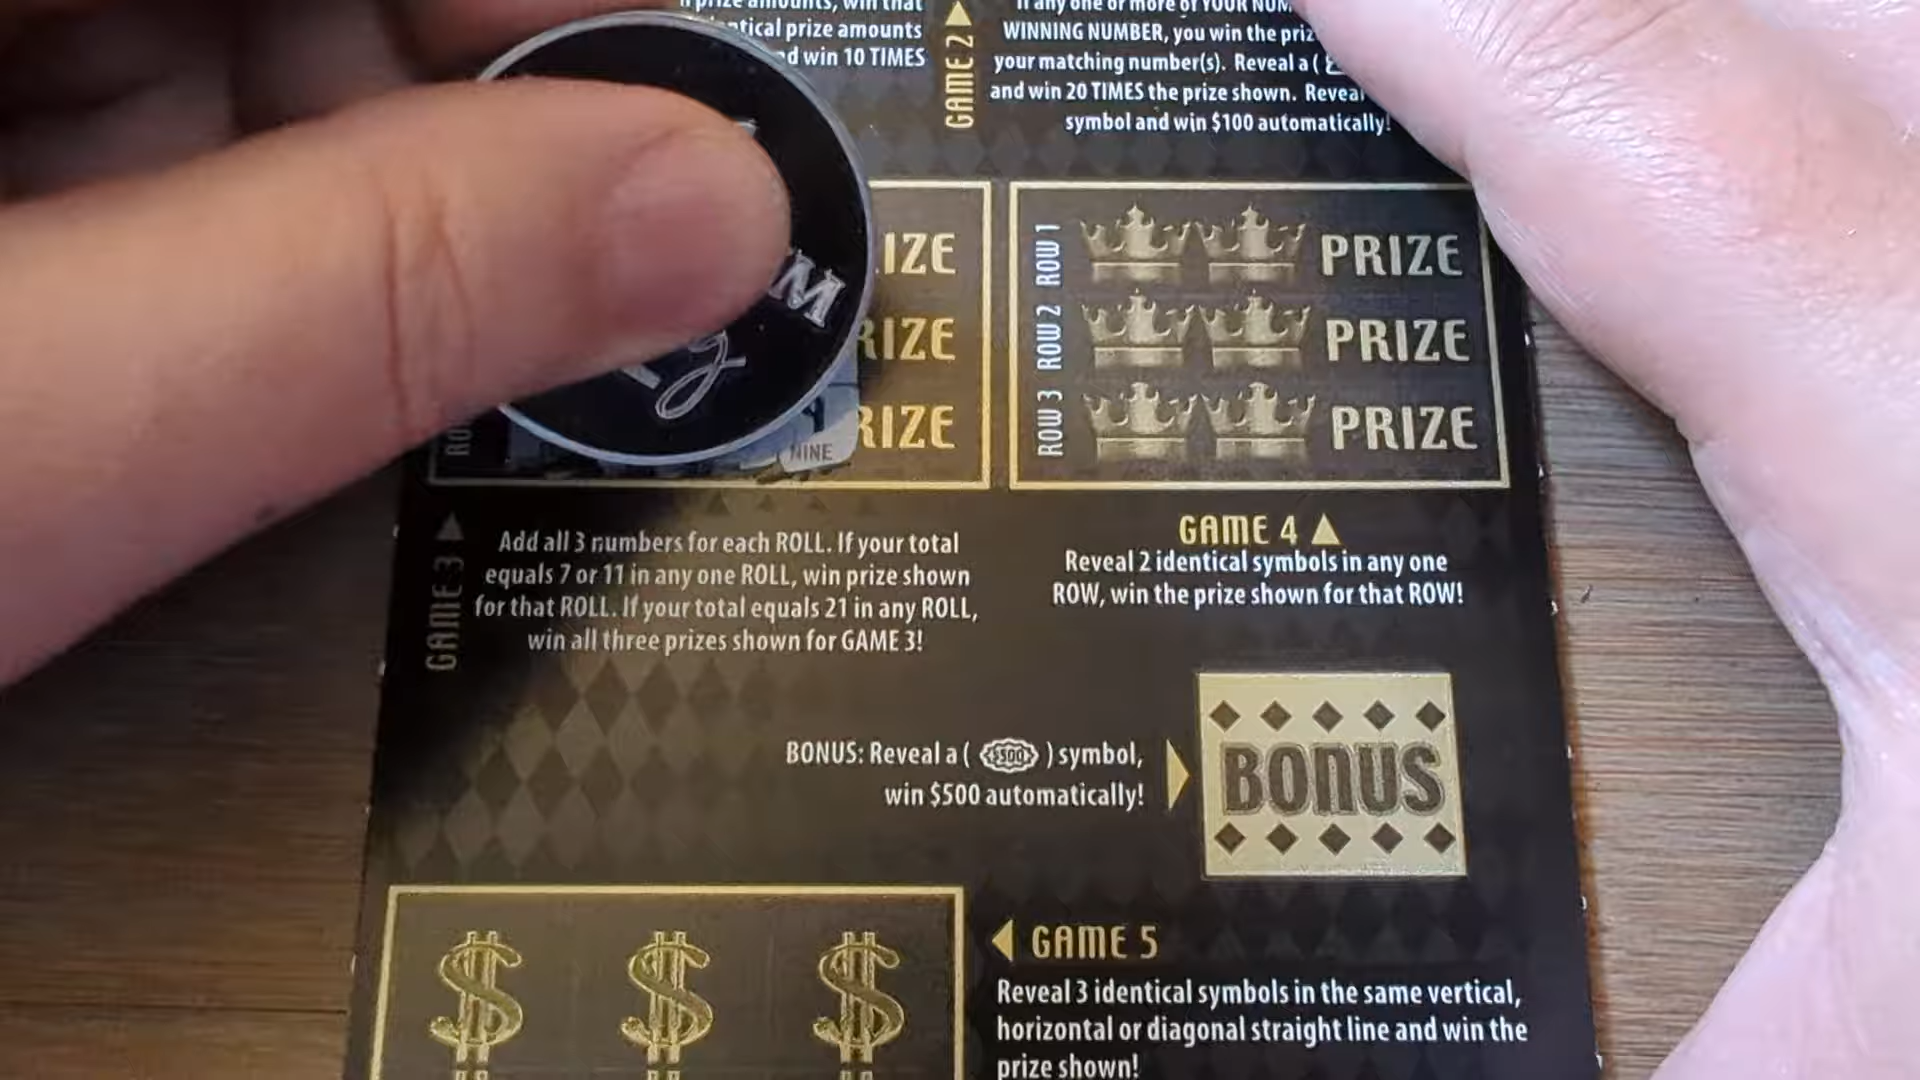 prize amounts, win that
prize amounts
win 10 TIMES
GAME 2
any one or more of YOUR
WINNING NUMBER, you win the
your matching number(s). Reveal a (
and win 20 TIMES the prize shown.
symbol and win $100 automatically!
ROW 1
PRIZE
ROW 2
PRIZE
ROW 3
PRIZE
NINE
GAME 3
Add all 3 numbers for each ROLL. If your total
equals 7 or 11 in any one ROLL, win prize shown
for that ROLL. If your total equals 21 in any ROLL,
win all three prizes shown for GAME 3!
GAME 4
Reveal 2 identical symbols in any one
ROW, win the prize shown for that ROW!
BONUS: Reveal a ( $500 ) symbol,
win $500 automatically!
BONUS
$ $ $
GAME 5
Reveal 3 identical symbols in the same vertical,
horizontal or diagonal straight line and win the
prize shown!